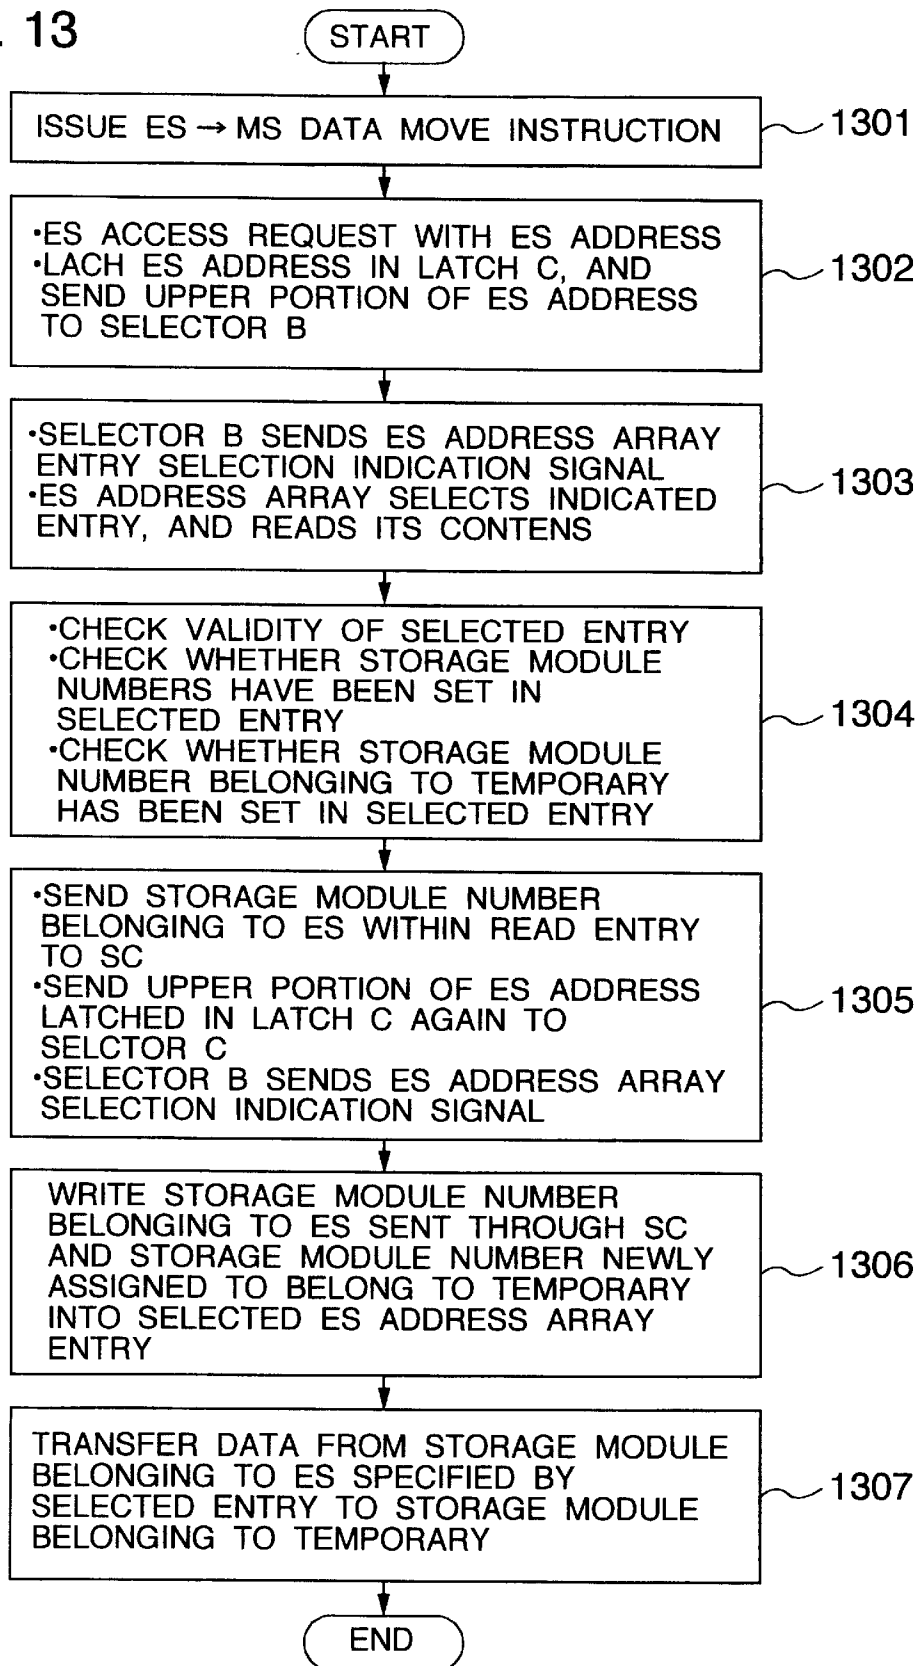 . 13
START
ISSUE ES → MS DATA MOVE INSTRUCTION
1301
•ES ACCESS REQUEST WITH ES ADDRESS
•LACH ES ADDRESS IN LATCH C, AND
SEND UPPER PORTION OF ES ADDRESS
TO SELECTOR B
1302
•SELECTOR B SENDS ES ADDRESS ARRAY
ENTRY SELECTION INDICATION SIGNAL
•ES ADDRESS ARRAY SELECTS INDICATED
ENTRY, AND READS ITS CONTENS
1303
•CHECK VALIDITY OF SELECTED ENTRY
•CHECK WHETHER STORAGE MODULE
NUMBERS HAVE BEEN SET IN
SELECTED ENTRY
•CHECK WHETHER STORAGE MODULE
NUMBER BELONGING TO TEMPORARY
HAS BEEN SET IN SELECTED ENTRY
1304
•SEND STORAGE MODULE NUMBER
BELONGING TO ES WITHIN READ ENTRY
TO SC
•SEND UPPER PORTION OF ES ADDRESS
LATCHED IN LATCH C AGAIN TO
SELCTOR C
•SELECTOR B SENDS ES ADDRESS ARRAY
SELECTION INDICATION SIGNAL
1305
WRITE STORAGE MODULE NUMBER
BELONGING TO ES SENT THROUGH SC
AND STORAGE MODULE NUMBER NEWLY
ASSIGNED TO BELONG TO TEMPORARY
INTO SELECTED ES ADDRESS ARRAY
ENTRY
1306
TRANSFER DATA FROM STORAGE MODULE
BELONGING TO ES SPECIFIED BY
SELECTED ENTRY TO STORAGE MODULE
BELONGING TO TEMPORARY
1307
END